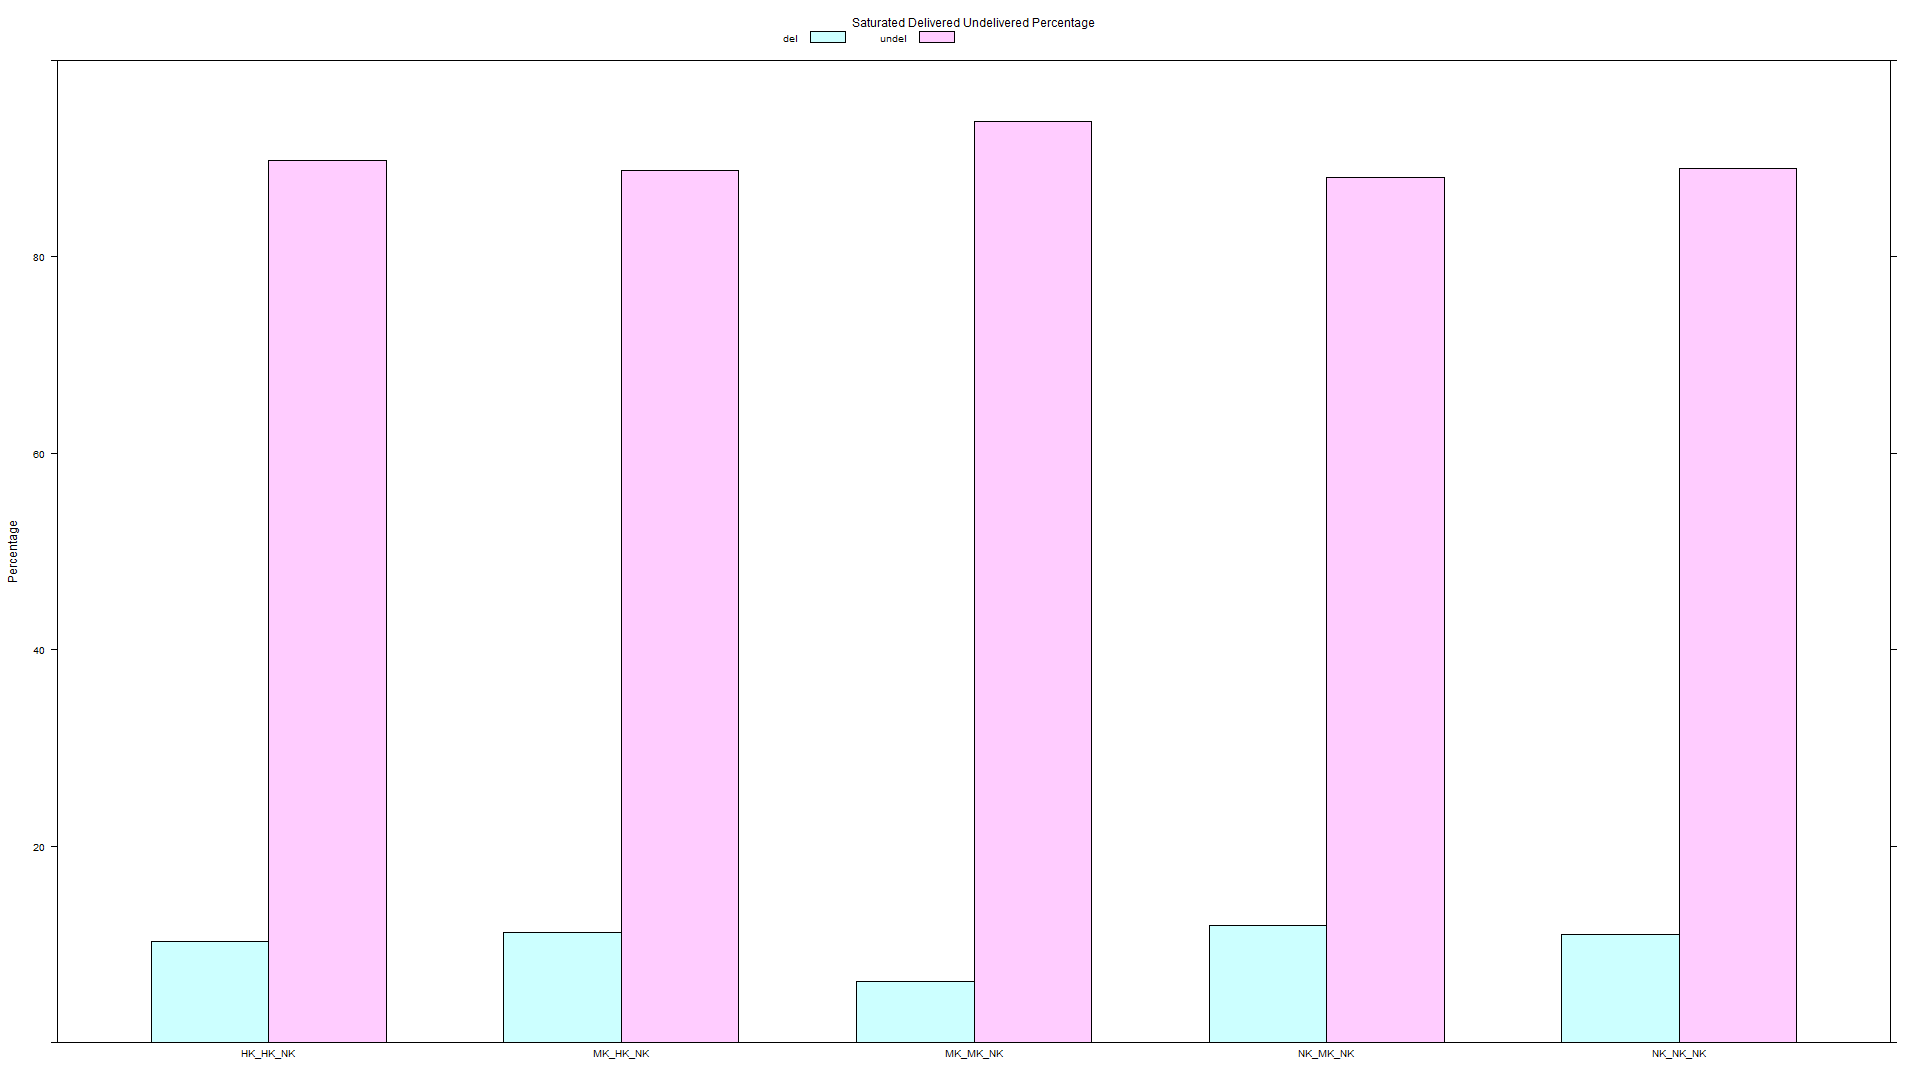 Saturated Delivered Undelivered Percentage
del undel
80
60
40
20
Percentage
HK_HK_NK MK_HK_NK MK_MK_NK NK_MK_NK NK_NK_NK